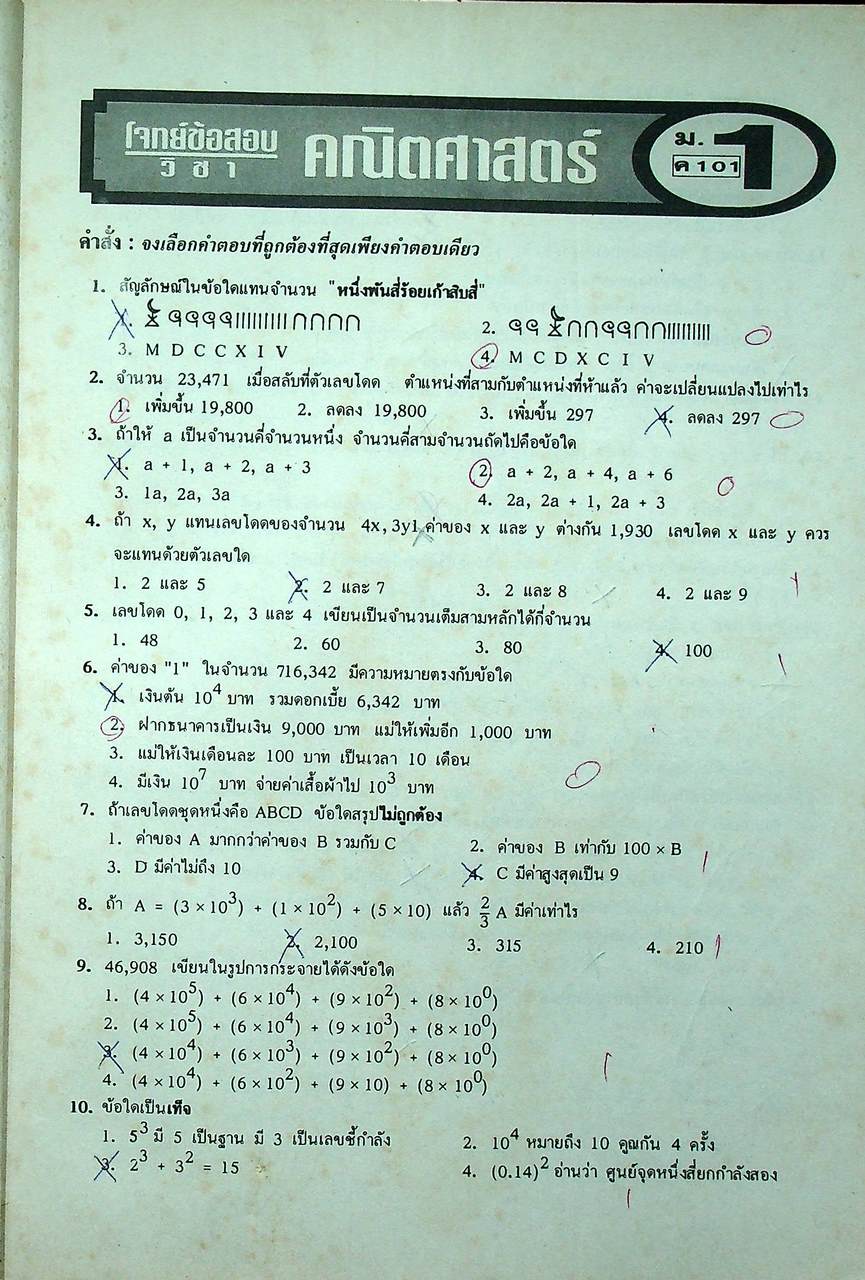 โจทย์ข้อสอบ
วิชา
คณิตศาสตร์
ม.1
ค 101
คำสั่ง : จงเลือกคำตอบที่ถูกต้องที่สุดเพียงคำตอบเดียว
1. สัญลักษณ์ในข้อใดแทนจำนวน "หนึ่งพันสี่ร้อยเก้าสิบสี่"
1.
2.
3. M D C C X I V
4. M C D X C I V
2. จำนวน 23,471 เมื่อสลับที่ตัวเลขโดด ตำแหน่งที่สามกับตำแหน่งที่ห้าแล้ว ค่าจะเปลี่ยนแปลงไปเท่าไร
1. เพิ่มขึ้น 19,800 2. ลดลง 19,800 3. เพิ่มขึ้น 297 4. ลดลง 297
3. ถ้าให้ a เป็นจำนวนคี่จำนวนหนึ่ง จำนวนคี่สามจำนวนถัดไปคือข้อใด
1. a + 1, a + 2, a + 3 2. a + 2, a + 4, a + 6
3. 1a, 2a, 3a 4. 2a, 2a + 1, 2a + 3
4. ถ้า x, y แทนเลขโดดของจำนวน 4x, 3y1 ค่าของ x และ y ต่างกัน 1,930 เลขโดด x และ y ควร
จะแทนด้วยตัวเลขใด
1. 2 และ 5 2. 2 และ 7 3. 2 และ 8 4. 2 และ 9
5. เลขโดด 0, 1, 2, 3 และ 4 เขียนเป็นจำนวนเต็มสามหลักได้กี่จำนวน
1. 48 2. 60 3. 80 4. 100
6. ค่าของ "1" ในจำนวน 716,342 มีความหมายตรงกับข้อใด
1. เงินต้น 10⁴ บาท รวมดอกเบี้ย 6,342 บาท
2. ฝากธนาคารเป็นเงิน 9,000 บาท แม่ให้เพิ่มอีก 1,000 บาท
3. แม่ให้เงินเดือนละ 100 บาท เป็นเวลา 10 เดือน
4. มีเงิน 10⁷ บาท จ่ายค่าเสื้อผ้าไป 10³ บาท
7. ถ้าเลขโดดชุดหนึ่งคือ ABCD ข้อใดสรุปไม่ถูกต้อง
1. ค่าของ A มากกว่าค่าของ B รวมกับ C 2. ค่าของ B เท่ากับ 100 × B
3. D มีค่าไม่ถึง 10 4. C มีค่าสูงสุดเป็น 9
8. ถ้า A = (3 × 10³) + (1 × 10²) + (5 × 10) แล้ว 2/3 A มีค่าเท่าไร
1. 3,150 2. 2,100 3. 315 4. 210
9. 46,908 เขียนในรูปการกระจายได้ดังข้อใด
1. (4 × 10⁵) + (6 × 10⁴) + (9 × 10²) + (8 × 10⁰)
2. (4 × 10⁵) + (6 × 10⁴) + (9 × 10³) + (8 × 10⁰)
3. (4 × 10⁴) + (6 × 10³) + (9 × 10²) + (8 × 10⁰)
4. (4 × 10⁴) + (6 × 10²) + (9 × 10) + (8 × 10⁰)
10. ข้อใดเป็นเท็จ
1. 5³ มี 5 เป็นฐาน มี 3 เป็นเลขชี้กำลัง 2. 10⁴ หมายถึง 10 คูณกัน 4 ครั้ง
3. 2³ + 3² = 15 4. (0.14)² อ่านว่า ศูนย์จุดหนึ่งสี่ยกกำลังสอง